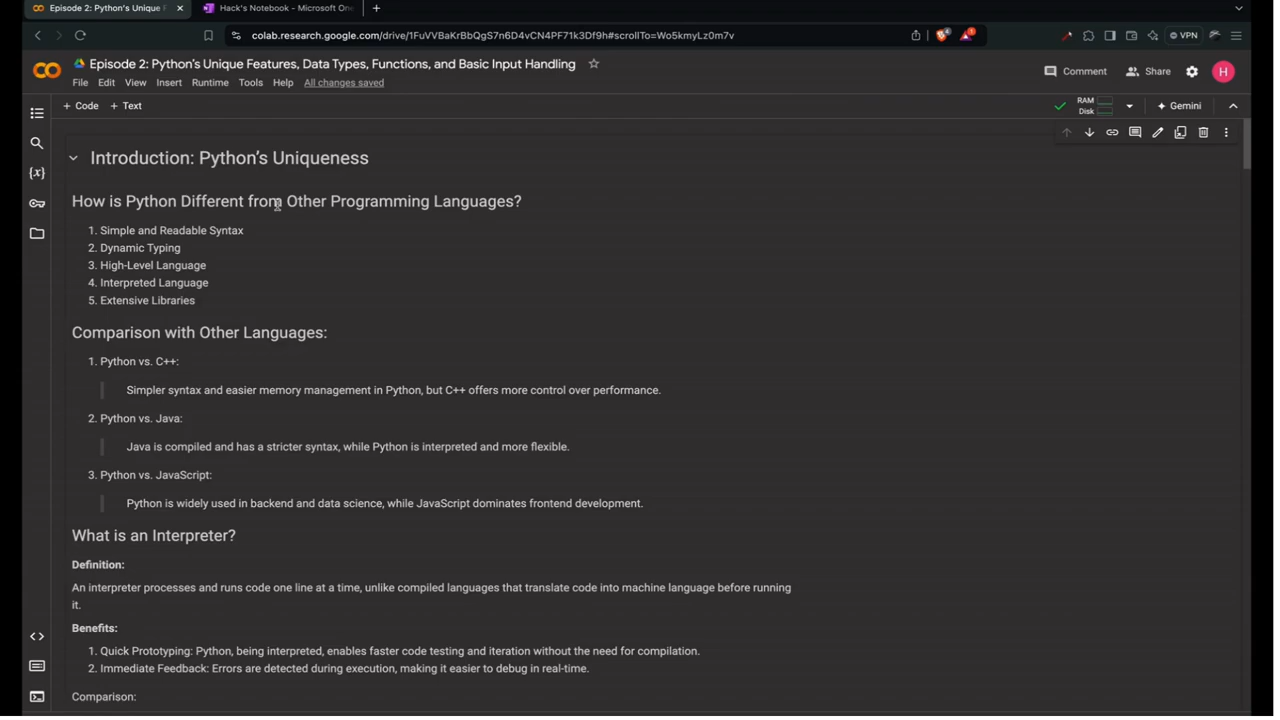 Episode 2: Python's Unique F
Hack's Notebook - Microsoft One
colab.research.google.com/drive/1FuVVBaKrBbQgS7n6D4vCN4PF71k3Df9h#scrollTo=Wo5kmyLz0m7v
VPN
Episode 2: Python's Unique Features, Data Types, Functions, and Basic Input Handling
File Edit View Insert Runtime Tools Help All changes saved
Comment Share H
+ Code + Text
RAM
Disk
Gemini
Introduction: Python's Uniqueness
How is Python Different from Other Programming Languages?
1. Simple and Readable Syntax
2. Dynamic Typing
3. High-Level Language
4. Interpreted Language
5. Extensive Libraries
Comparison with Other Languages:
1. Python vs. C++:
Simpler syntax and easier memory management in Python, but C++ offers more control over performance.
2. Python vs. Java:
Java is compiled and has a stricter syntax, while Python is interpreted and more flexible.
3. Python vs. JavaScript:
Python is widely used in backend and data science, while JavaScript dominates frontend development.
What is an Interpreter?
Definition:
An interpreter processes and runs code one line at a time, unlike compiled languages that translate code into machine language before running
it.
Benefits:
1. Quick Prototyping: Python, being interpreted, enables faster code testing and iteration without the need for compilation.
2. Immediate Feedback: Errors are detected during execution, making it easier to debug in real-time.
Comparison: